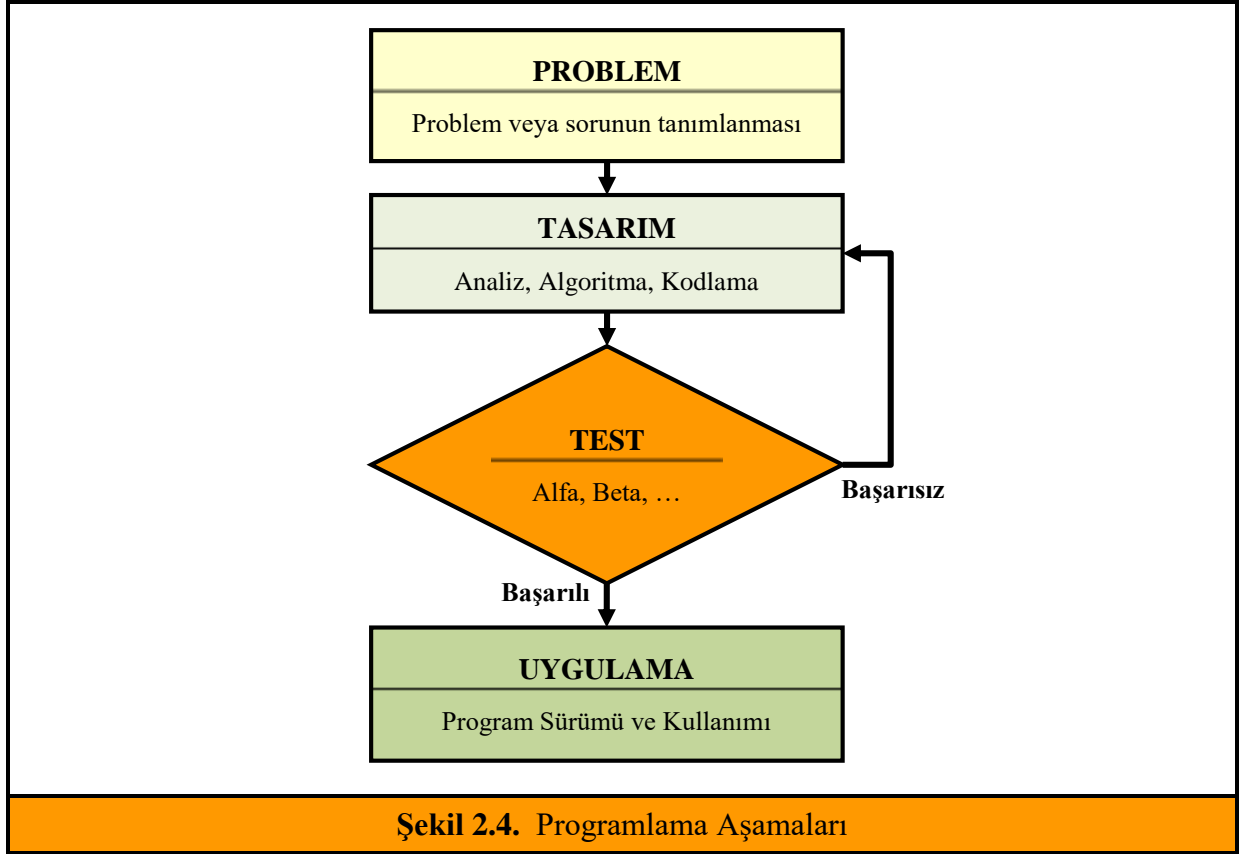 PROBLEM
Problem veya sorunun tanımlanması
TASARIM
Analiz, Algoritma, Kodlama
TEST
Alfa, Beta, …
Başarısız
Başarılı
UYGULAMA
Program Sürümü ve Kullanımı
Şekil 2.4. Programlama Aşamaları